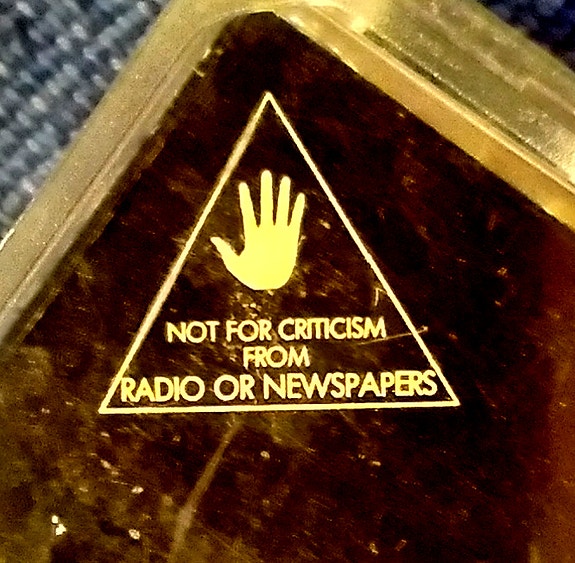 NOT FOR CRITICISM
FROM
RADIO OR NEWSPAPERS